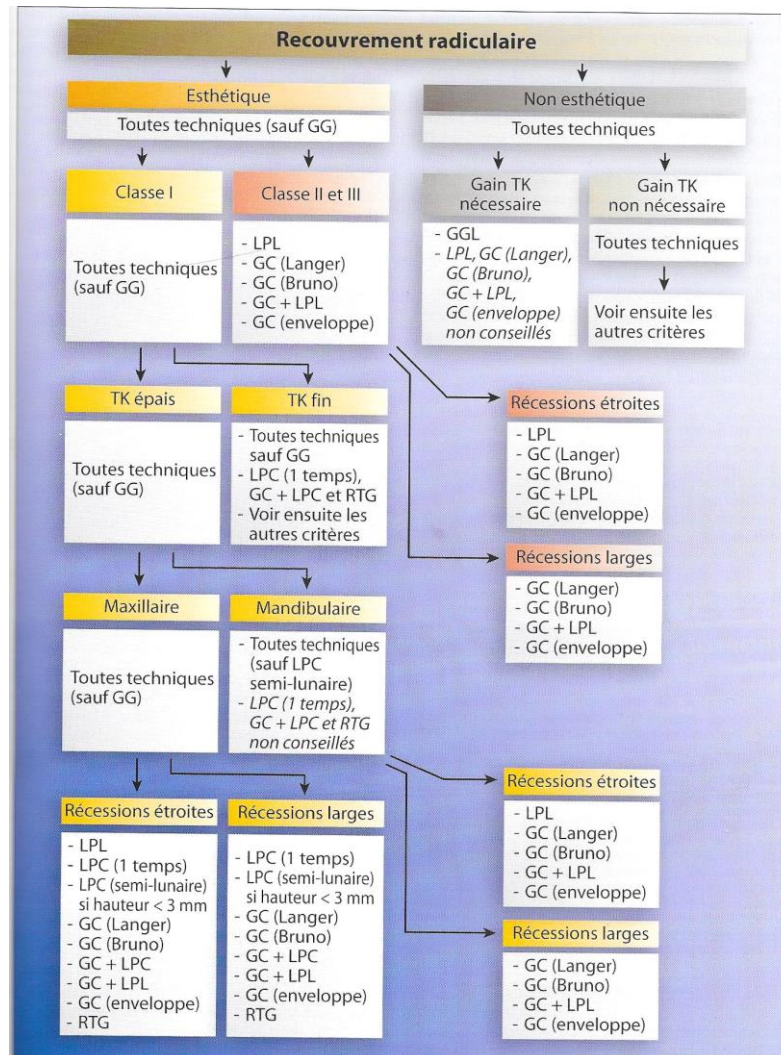 Recouvrement radiculaire
Esthétique
Toutes techniques (sauf GG)
Non esthétique
Toutes techniques
Classe I
Toutes techniques
(sauf GG)
Classe II et III
- LPL
- GC (Langer)
- GC (Bruno)
- GC + LPL
- GC (enveloppe)
Gain TK
nécessaire
- GGL
- LPL, GC (Langer),
GC (Bruno),
GC + LPL,
GC (enveloppe)
non conseillés
Gain TK
non nécessaire
Toutes techniques
Voir ensuite les
autres critères
TK épais
Toutes techniques
(sauf GG)
TK fin
- Toutes techniques
sauf GG
- LPC (1 temps),
GC + LPC et RTG
- Voir ensuite les
autres critères
Récessions étroites
- LPL
- GC (Langer)
- GC (Bruno)
- GC + LPL
- GC (enveloppe)
Récessions larges
- GC (Langer)
- GC (Bruno)
- GC + LPL
- GC (enveloppe)
Maxillaire
Toutes techniques
(sauf GG)
Mandibulaire
- Toutes techniques
(sauf LPC
semi-lunaire)
- LPC (1 temps),
GC + LPC et RTG
non conseillés
Récessions étroites
- LPL
- LPC (1 temps)
- LPC (semi-lunaire)
si hauteur < 3 mm
- GC (Langer)
- GC (Bruno)
- GC + LPC
- GC + LPL
- GC (enveloppe)
- RTG
Récessions larges
- LPC (1 temps)
- LPC (semi-lunaire)
si hauteur < 3 mm
- GC (Langer)
- GC (Bruno)
- GC + LPC
- GC + LPL
- GC (enveloppe)
- RTG
Récessions étroites
- LPL
- GC (Langer)
- GC (Bruno)
- GC + LPL
- GC (enveloppe)
Récessions larges
- GC (Langer)
- GC (Bruno)
- GC + LPL
- GC (enveloppe)